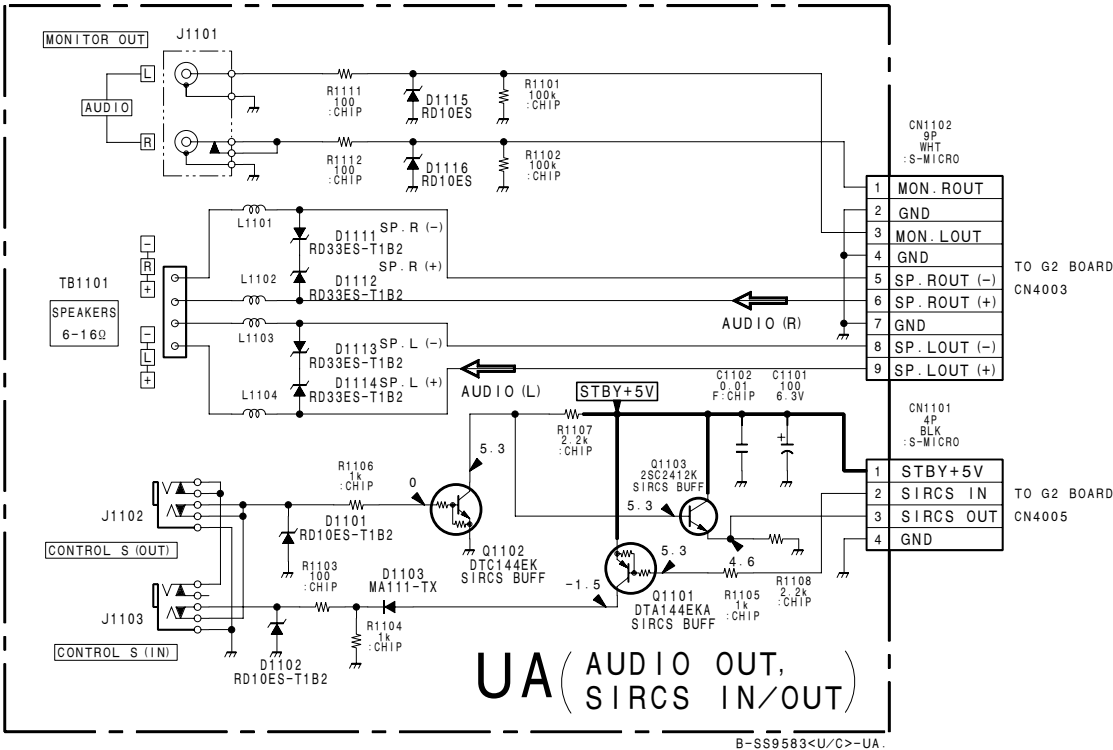 MONITOR OUT
J1101
L
AUDIO
R
R1111
100
:CHIP
D1115
RD10ES
R1101
100k
:CHIP
R1112
100
:CHIP
D1116
RD10ES
R1102
100k
:CHIP
CN1102
9P
WHT
:S-MICRO
1 MON.ROUT
2 GND
3 MON.LOUT
4 GND
5 SP.ROUT (-)
6 SP.ROUT (+)
7 GND
8 SP.LOUT (-)
9 SP.LOUT (+)
TO G2 BOARD
CN4003
L1101
D1111
RD33ES-T1B2
SP.R (-)
SP.R (+)
L1102
D1112
RD33ES-T1B2
TB1101
SPEAKERS
6-16Ω
-
R
+
-
L
+
L1103
D1113
RD33ES-T1B2
SP.L (-)
D1114
RD33ES-T1B2
SP.L (+)
L1104
AUDIO (R)
AUDIO (L)
STBY+5V
C1102
0.01
F:CHIP
C1101
100
6.3V
+
CN1101
4P
BLK
:S-MICRO
1 STBY+5V
2 SIRCS IN
3 SIRCS OUT
4 GND
TO G2 BOARD
CN4005
R1107
2.2k
:CHIP
5.3
Q1103
2SC2412K
SIRCS BUFF
5.3
R1106
1k
:CHIP
0
J1102
CONTROL S (OUT)
D1101
RD10ES-T1B2
Q1102
DTC144EK
SIRCS BUFF
5.3
4.6
R1108
2.2k
:CHIP
R1105
1k
:CHIP
Q1101
DTA144EKA
SIRCS BUFF
-1.5
R1103
100
:CHIP
D1103
MA111-TX
R1104
1k
:CHIP
J1103
CONTROL S (IN)
D1102
RD10ES-T1B2
UA ( AUDIO OUT,
SIRCS IN/OUT )
B-SS9583<U/C>-UA.